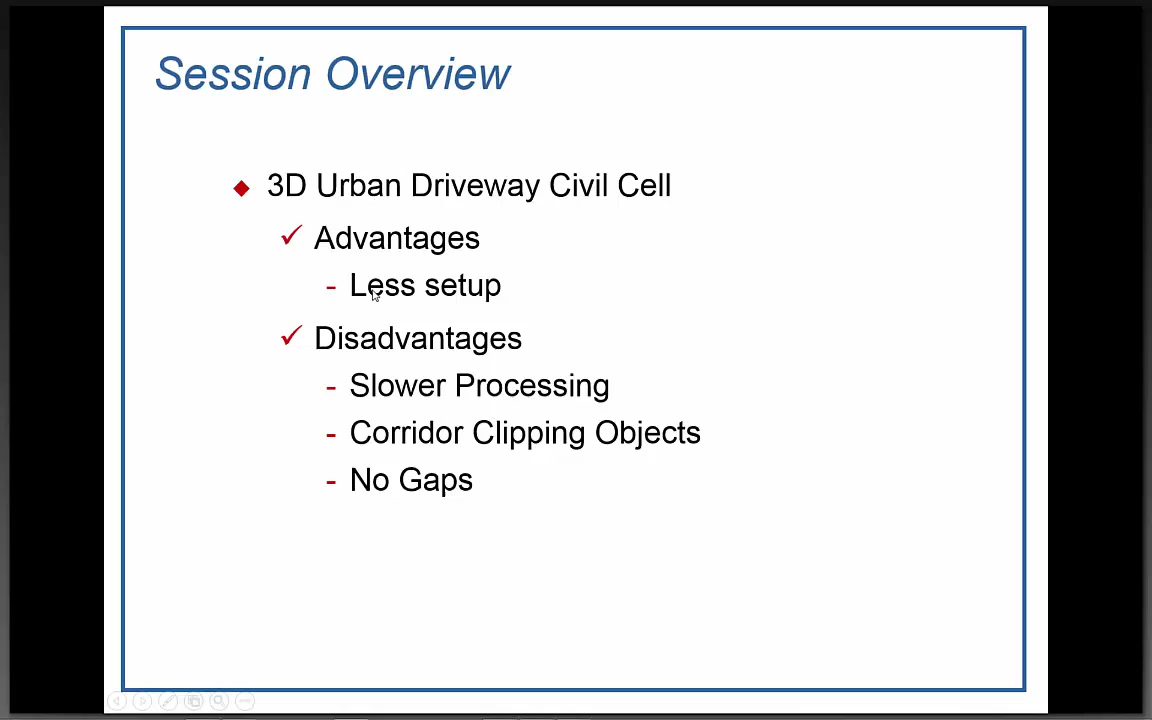 Session Overview
3D Urban Driveway Civil Cell
Advantages
- Less setup
Disadvantages
- Slower Processing
- Corridor Clipping Objects
- No Gaps